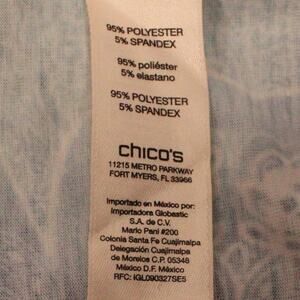 95% POLYESTER
5% SPANDEX
95% poliéster
5% elastano
95% POLYESTER
5% SPANDEX
chico's
11215 METRO PARKWAY
FORT MYERS, FL 33966
Importado en México por:
Importadora Globastic
S.A. de C.V.
Mario Pani #200
Colonia Santa Fe Cuajimalpa
Delegación Cuajimalpa
de Morelos C.P. 05348
México D.F. México
RFC: IGL090327SE5